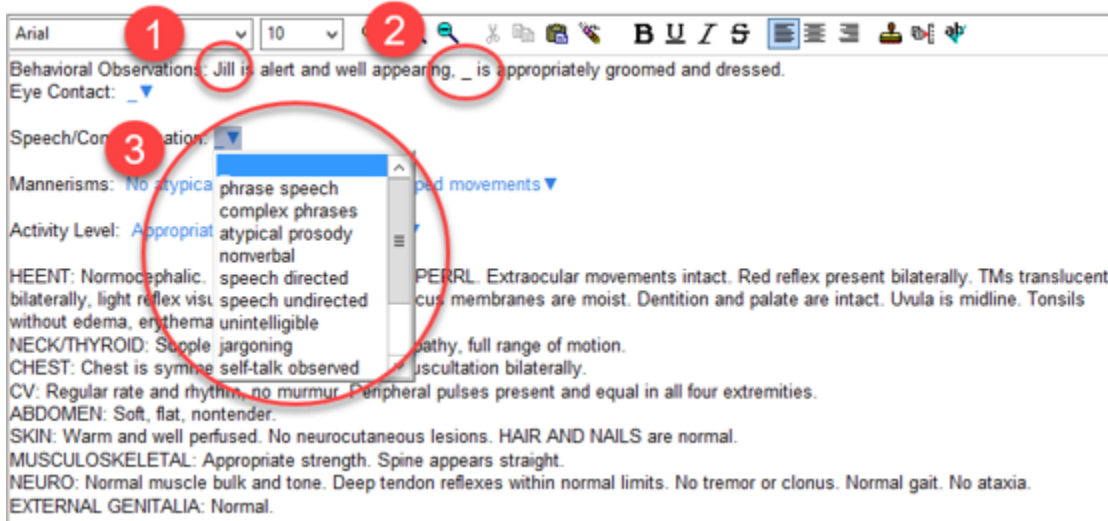 Arial 10 B U I S
1 2
Behavioral Observations: Jill is alert and well appearing, _ is appropriately groomed and dressed.
Eye Contact: _▼
3
Speech/Con ation: _▼
Mannerisms: No atypica ped movements▼
Activity Level: Appropriat
phrase speech
complex phrases
atypical prosody
nonverbal
speech directed
speech undirected
unintelligible
jargoning
self-talk observed
HEENT: Normocephalic. PERRL. Extraocular movements intact. Red reflex present bilaterally. TMs translucent
bilaterally, light reflex visu cus membranes are moist. Dentition and palate are intact. Uvula is midline. Tonsils
without edema, erythema
NECK/THYROID: Supple pathy, full range of motion.
CHEST: Chest is symme uscultation bilaterally.
CV: Regular rate and rhythm, no murmur. Peripheral pulses present and equal in all four extremities.
ABDOMEN: Soft, flat, nontender.
SKIN: Warm and well perfused. No neurocutaneous lesions. HAIR AND NAILS are normal.
MUSCULOSKELETAL: Appropriate strength. Spine appears straight.
NEURO: Normal muscle bulk and tone. Deep tendon reflexes within normal limits. No tremor or clonus. Normal gait. No ataxia.
EXTERNAL GENITALIA: Normal.